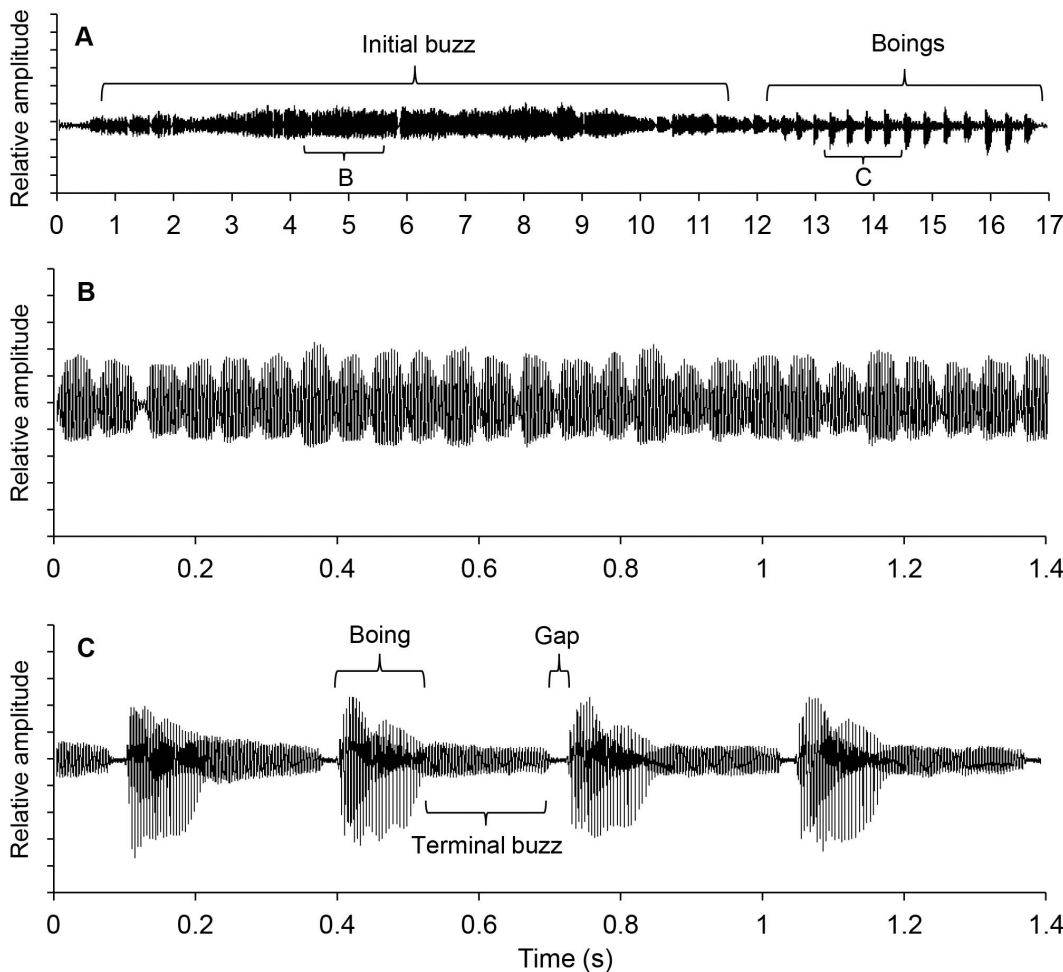 A
Relative amplitude
Initial buzz
Boings
B
C
0 1 2 3 4 5 6 7 8 9 10 11 12 13 14 15 16 17
B
Relative amplitude
0 0.2 0.4 0.6 0.8 1 1.2 1.4
C
Relative amplitude
Boing
Gap
Terminal buzz
0 0.2 0.4 0.6 0.8 1 1.2 1.4
Time (s)